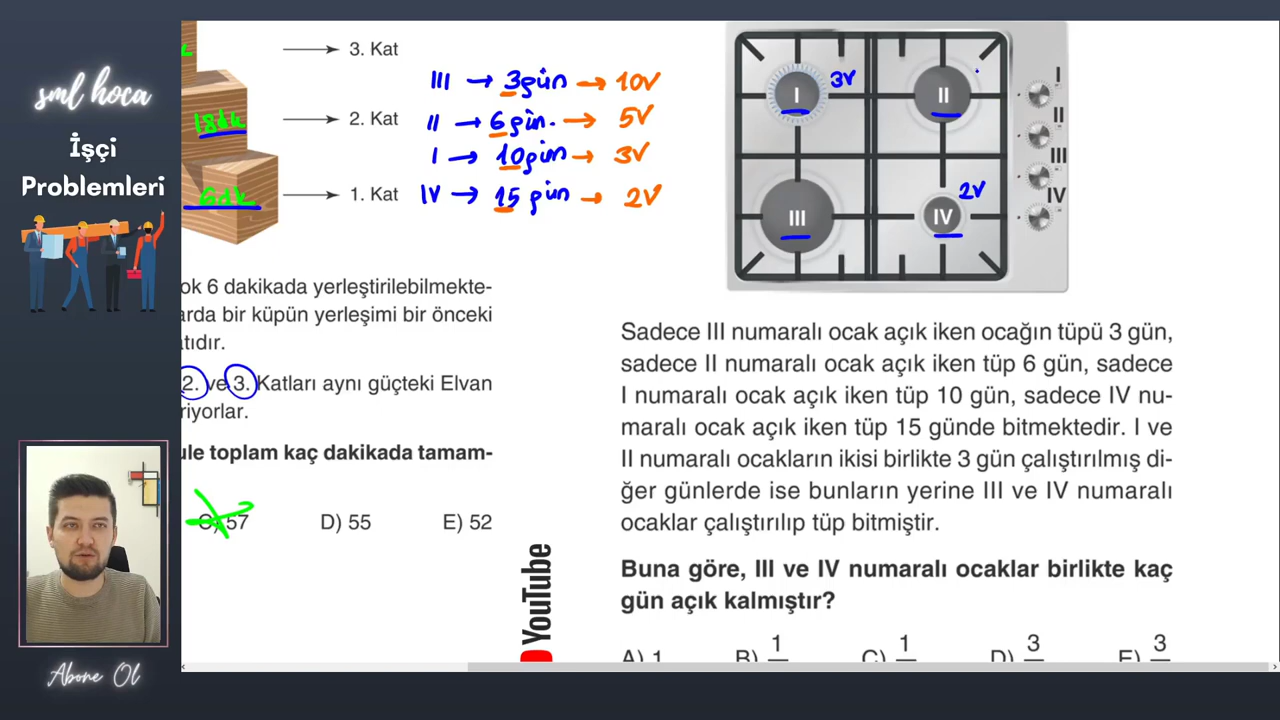 sml hoca
İşçi
Problemleri
Abone Ol
3. Kat
18dk
2. Kat
1. Kat
III → 3gün → 10V
II → 6gün. → 5V
I → 10gün → 3V
IV → 15 gün → 2V
ok 6 dakikada yerleştirilebilmekte-
arda bir küpün yerleşimi bir önceki
atıdır.
2. ve 3. Katları aynı güçteki Elvan
riyorlar.
ule toplam kaç dakikada tamam-
C) 57 D) 55 E) 52
YouTube
I 3V II
III IV 2V
I
II
III
IV
Sadece III numaralı ocak açık iken ocağın tüpü 3 gün,
sadece II numaralı ocak açık iken tüp 6 gün, sadece
I numaralı ocak açık iken tüp 10 gün, sadece IV nu-
maralı ocak açık iken tüp 15 günde bitmektedir. I ve
II numaralı ocakların ikisi birlikte 3 gün çalıştırılmış di-
ğer günlerde ise bunların yerine III ve IV numaralı
ocaklar çalıştırılıp tüp bitmiştir.
Buna göre, III ve IV numaralı ocaklar birlikte kaç
gün açık kalmıştır?
A) 1 B) 1 C) 1 D) 3 E) 3